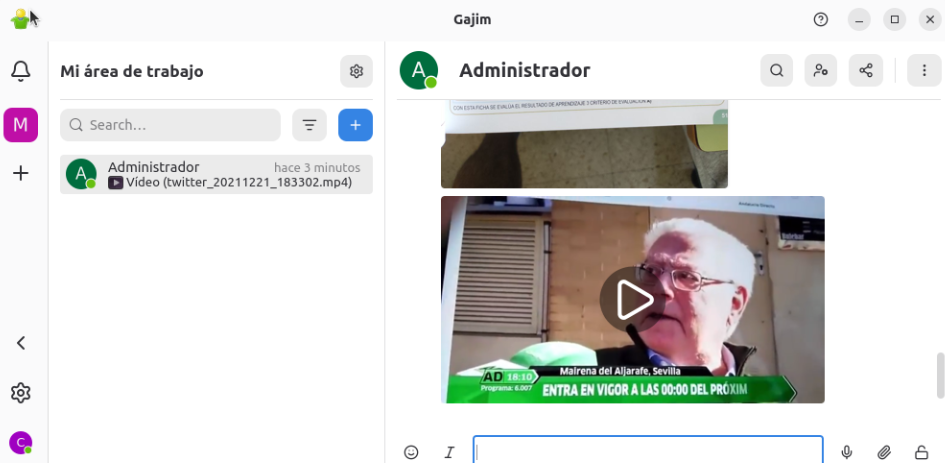 Gajim
Mi área de trabajo
Administrador
Search...
Administrador
hace 3 minutos
Vídeo (twitter_20211221_183302.mp4)
CON ESTA FICHA SE EVALUA EL RESULTADO DE APRENDIZAJE 3 CRITERIO DE EVALUACION
AD 18:10
Programa: 6.007
Mairena del Aljarafe, Sevilla
ENTRA EN VIGOR A LAS 00:00 DEL PRÓXIM
M
A
A
C